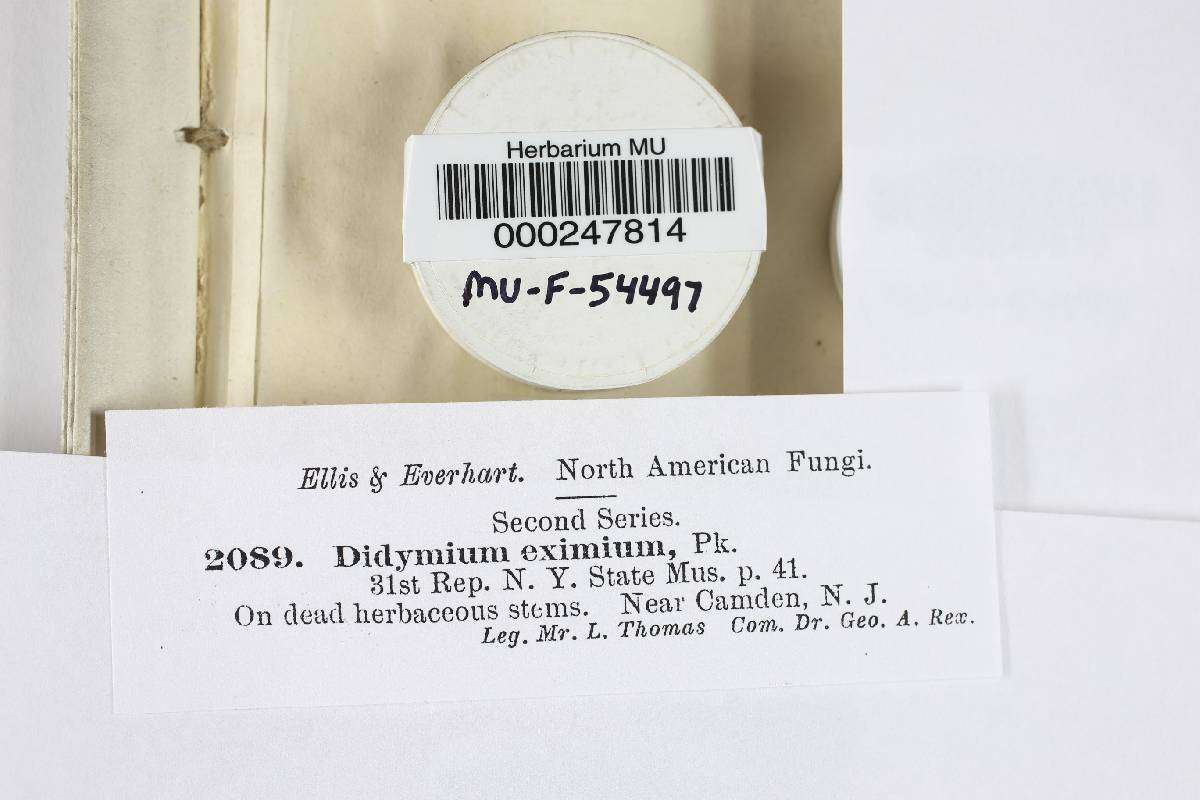 Herbarium MU
000247814
MU-F-54497
Ellis & Everhart. North American Fungi.
Second Series.
2089. Didymium eximium, Pk.
31st Rep. N. Y. State Mus. p. 41.
On dead herbaceous stems. Near Camden, N. J.
Leg. Mr. L. Thomas Com. Dr. Geo. A. Rex.